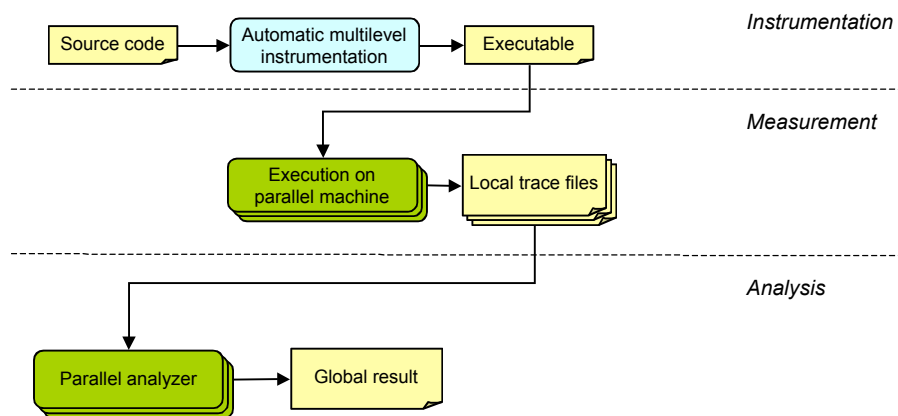 Instrumentation
Source code
Automatic multilevel
instrumentation
Executable
Measurement
Execution on
parallel machine
Local trace files
Analysis
Parallel analyzer
Global result